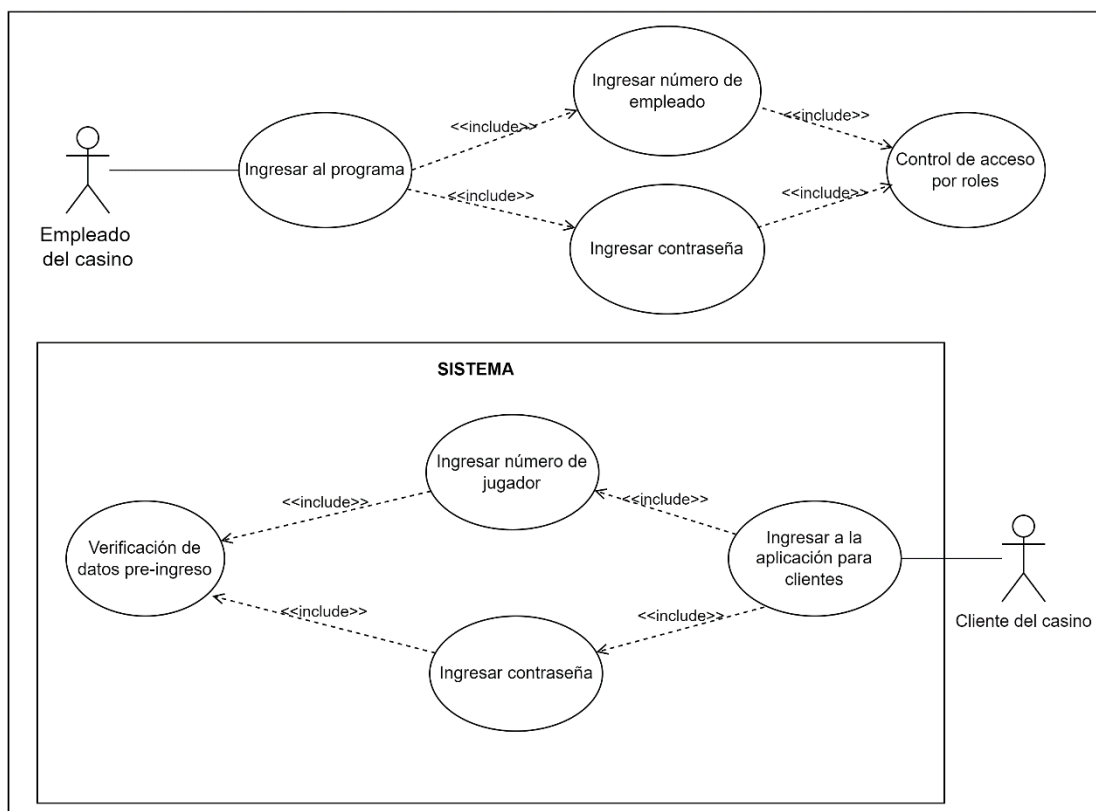 Ingresar número de
empleado
<<include>>
<<include>>
Ingresar al programa
Control de acceso
por roles
<<include>>
<<include>>
Empleado
del casino
Ingresar contraseña
SISTEMA
Ingresar número de
jugador
<<include>>
<<include>>
Verificación de
datos pre-ingreso
Ingresar a la
aplicación para
clientes
<<include>>
<<include>>
Cliente del casino
Ingresar contraseña